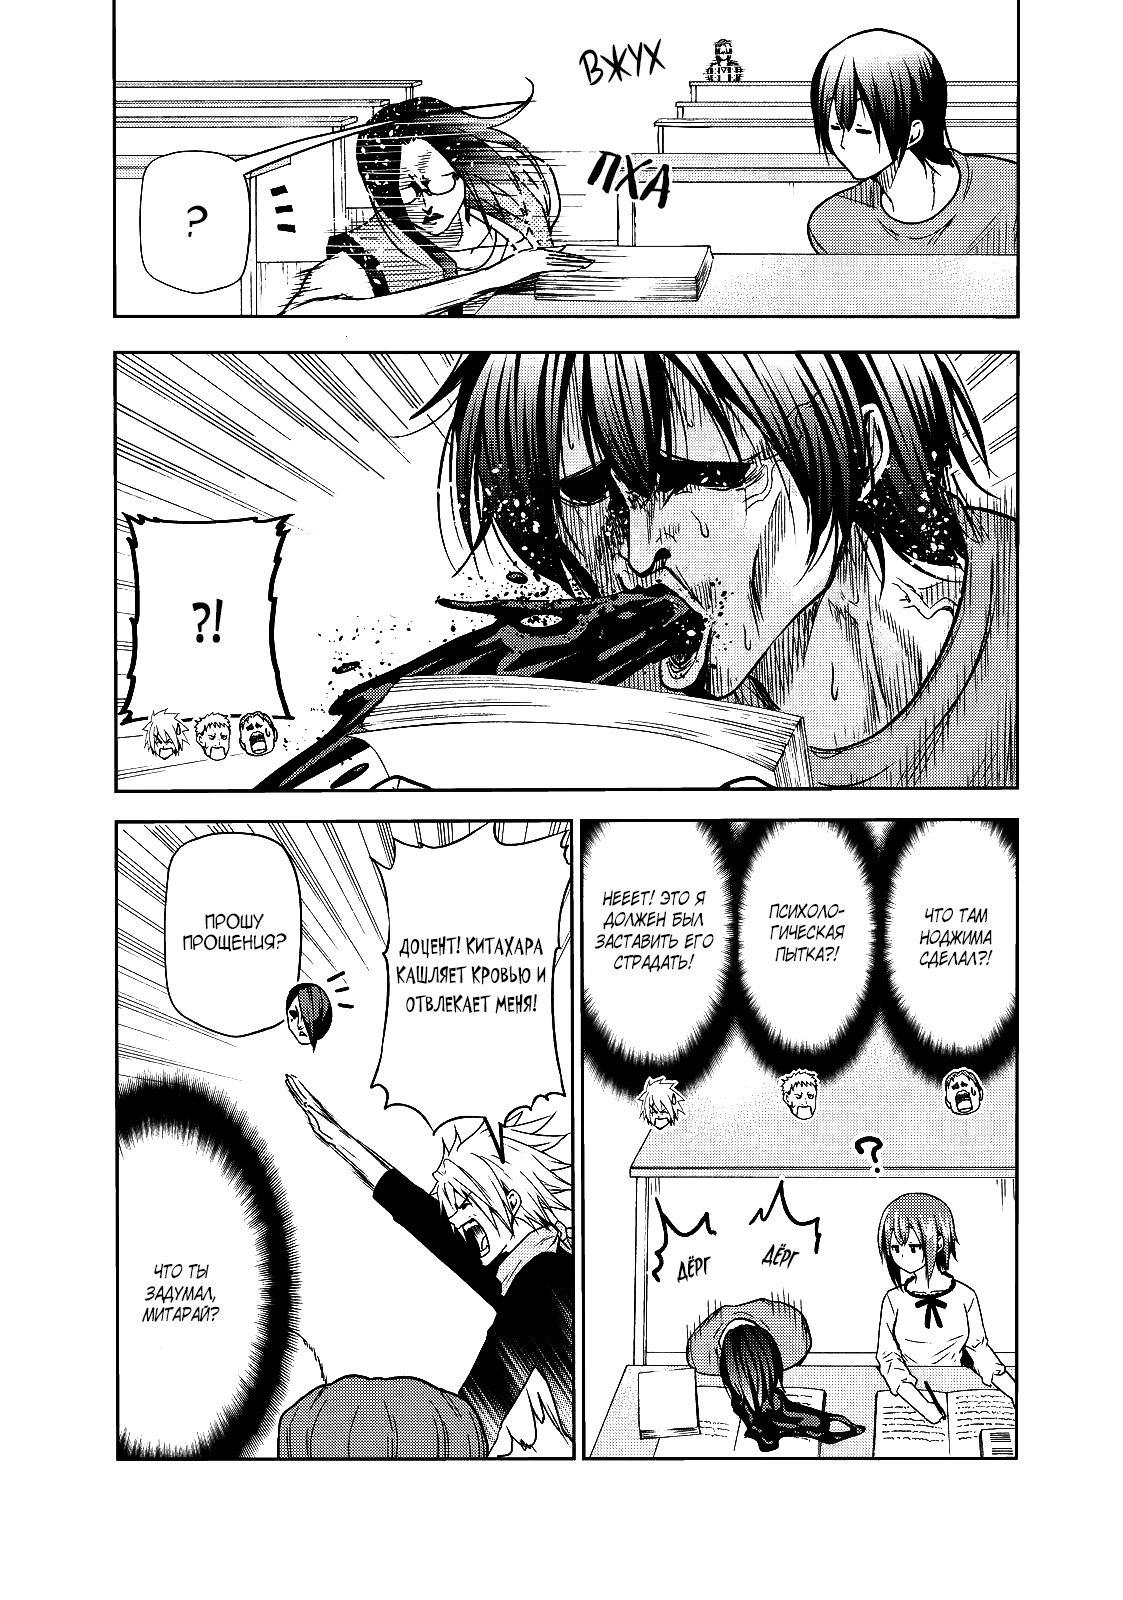 ВЖУХ
ПХА
?
?!
ЧТО ТАМ
НОДЖИМА
СДЕЛАЛ?!
ПСИХОЛО-
ГИЧЕСКАЯ
ПЫТКА?!
НЕЕЕТ! ЭТО Я
ДОЛЖЕН БЫЛ
ЗАСТАВИТЬ ЕГО
СТРАДАТЬ!
?
ДЁРГ
ДЁРГ
ДОЦЕНТ! КИТАХАРА
КАШЛЯЕТ КРОВЬЮ И
ОТВЛЕКАЕТ МЕНЯ!
ПРОШУ
ПРОЩЕНИЯ?
ЧТО ТЫ
ЗАДУМАЛ,
МИТАРАЙ?